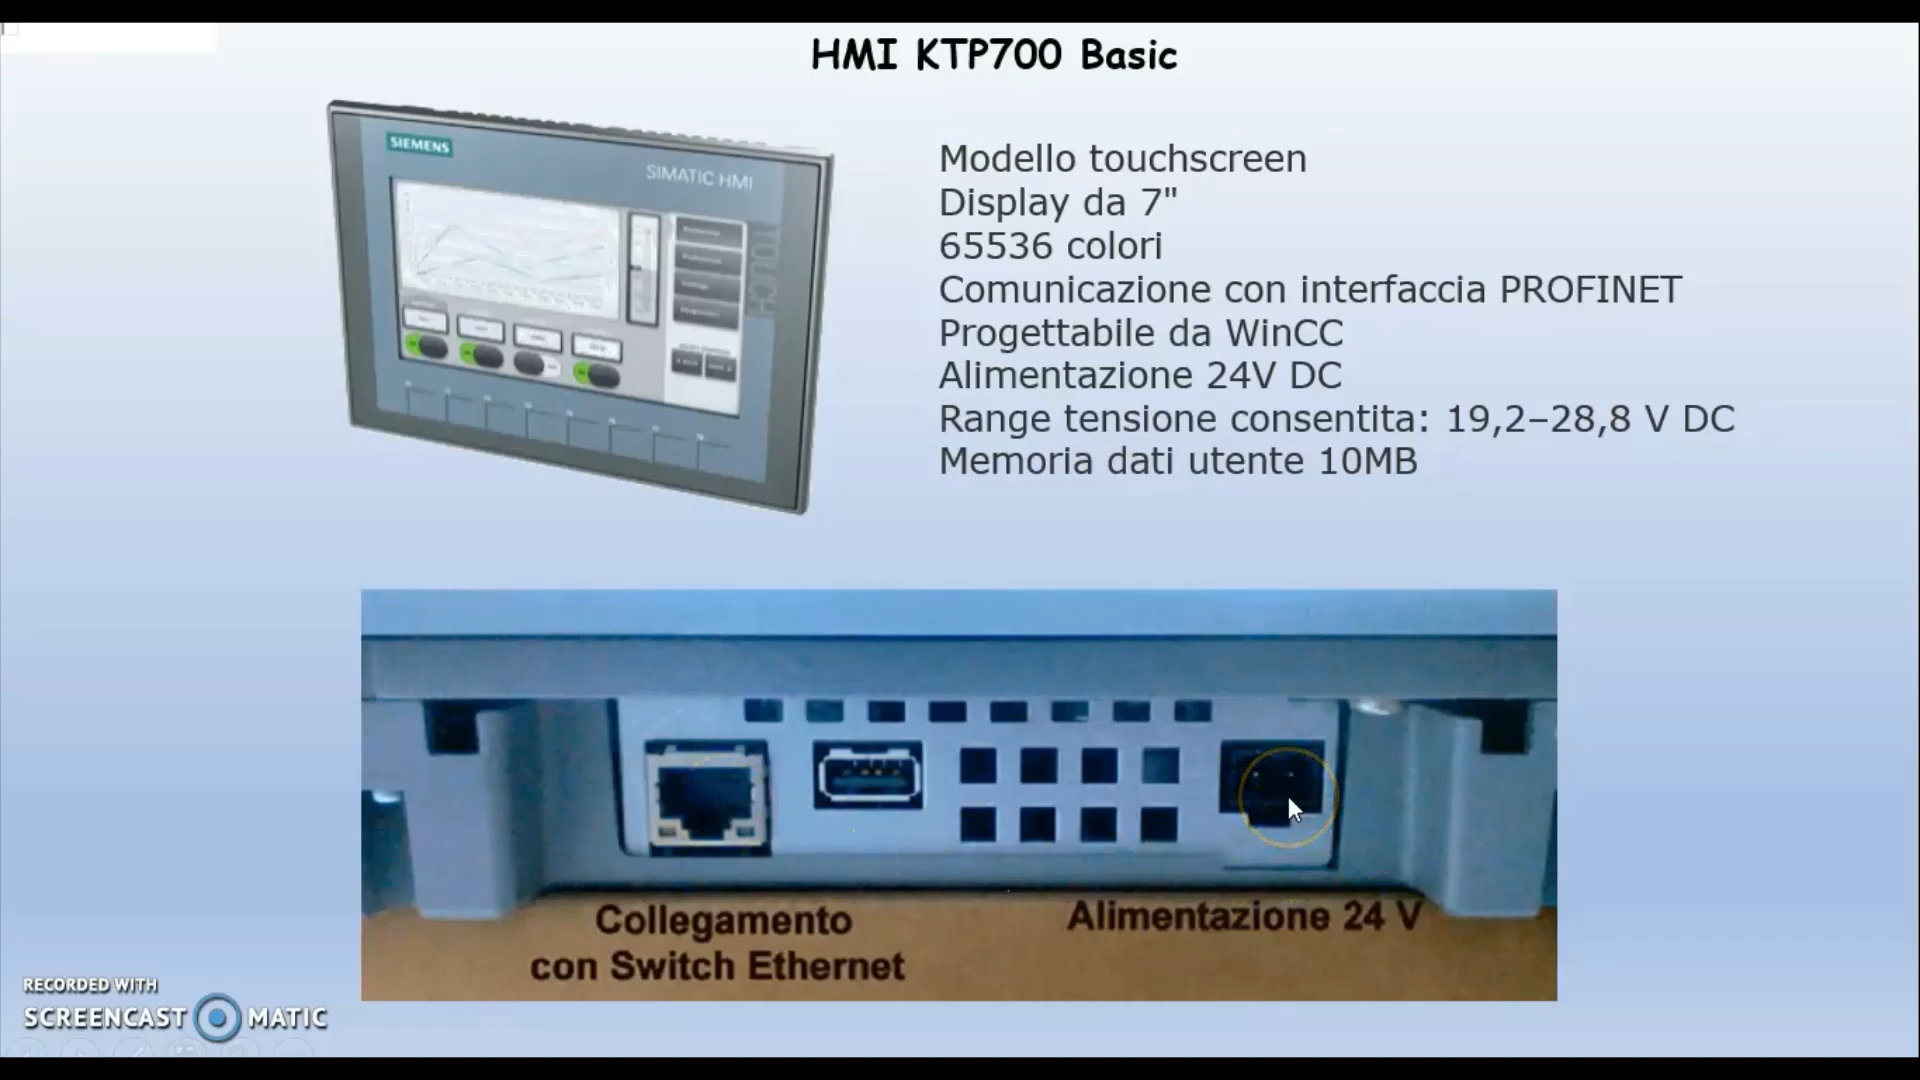 HMI KTP700 Basic
SIEMENS
SIMATIC HMI
TOUCH
Modello touchscreen
Display da 7"
65536 colori
Comunicazione con interfaccia PROFINET
Progettabile da WinCC
Alimentazione 24V DC
Range tensione consentita: 19,2–28,8 V DC
Memoria dati utente 10MB
Collegamento
con Switch Ethernet
Alimentazione 24 V
RECORDED WITH
SCREENCAST MATIC